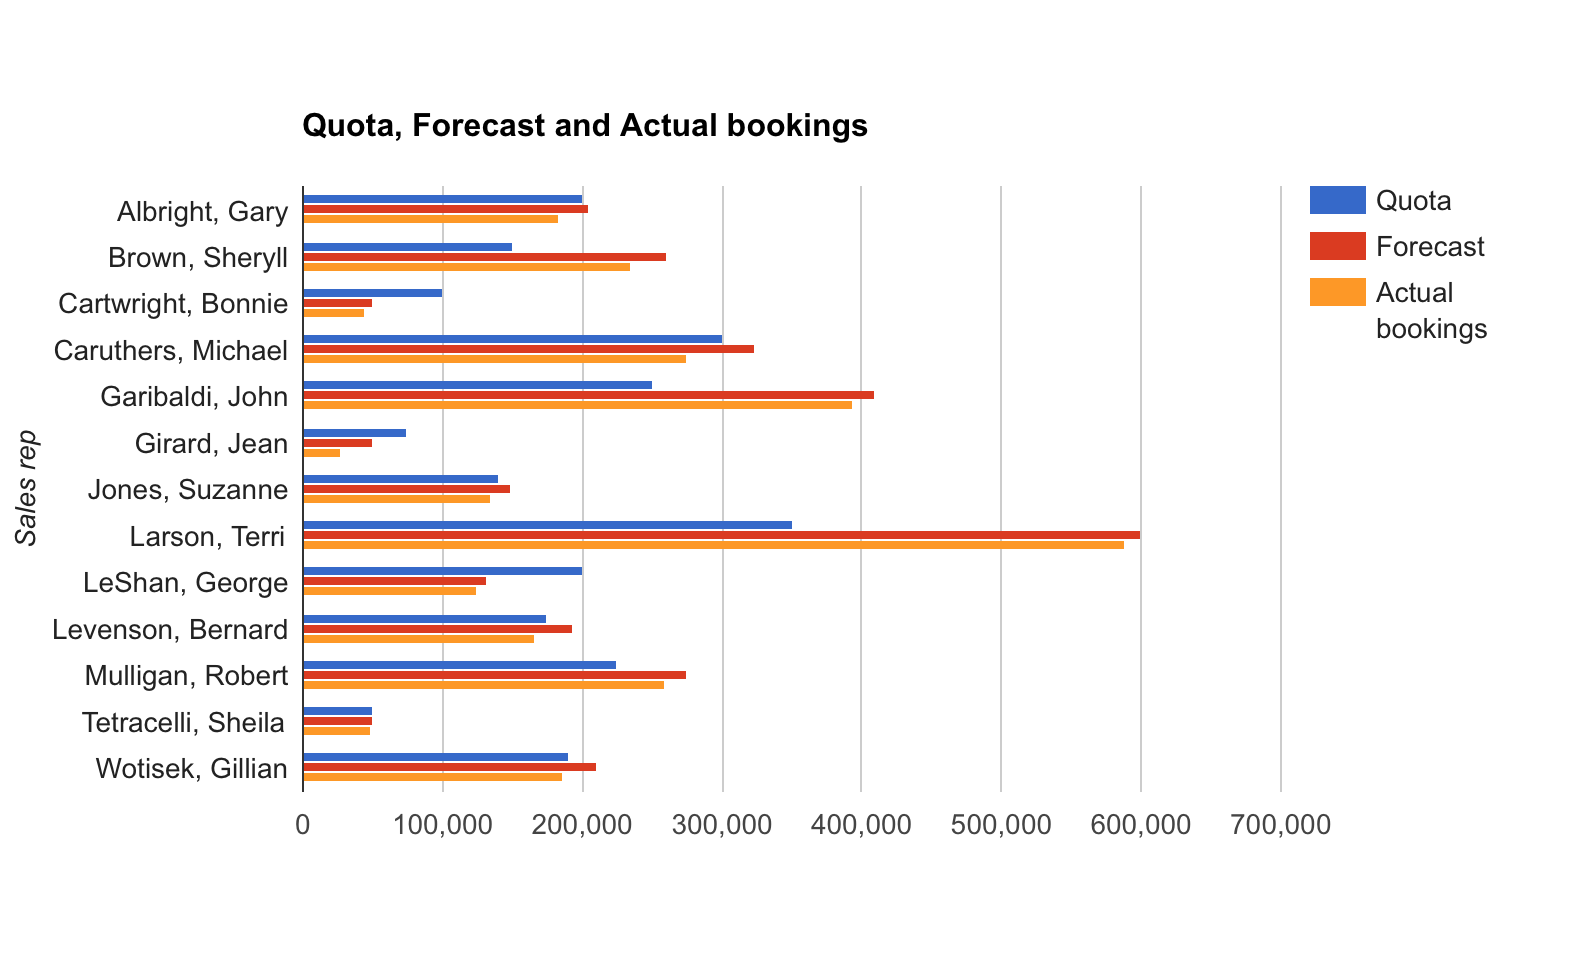 Quota, Forecast and Actual bookings
Quota
Forecast
Actual
bookings
Sales rep
Albright, Gary
Brown, Sheryll
Cartwright, Bonnie
Caruthers, Michael
Garibaldi, John
Girard, Jean
Jones, Suzanne
Larson, Terri
LeShan, George
Levenson, Bernard
Mulligan, Robert
Tetracelli, Sheila
Wotisek, Gillian
0 100,000 200,000 300,000 400,000 500,000 600,000 700,000